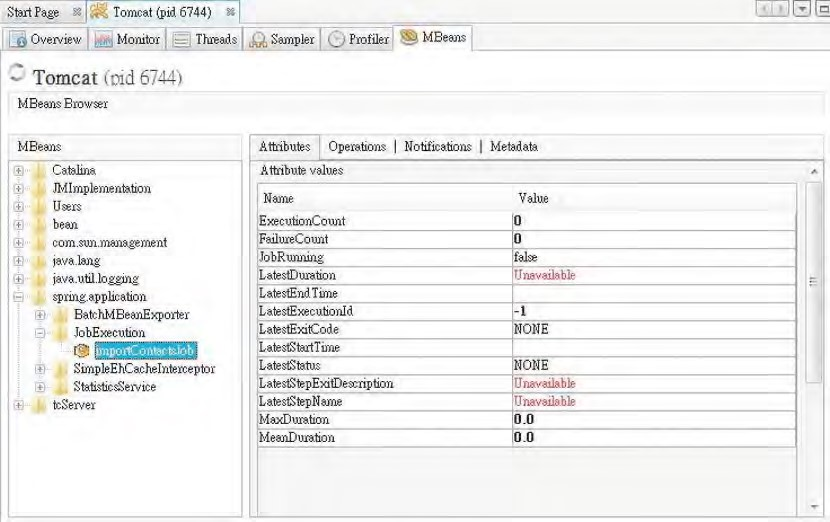 Start Page Tomcat (pid 6744)
Overview Monitor Threads Sampler Profiler MBeans
Tomcat (pid 6744)
MBeans Browser
MBeans
Catalina
JMImplementation
Users
bean
com.sun.management
java.lang
java.util.logging
spring.application
BatchMBeanExporter
JobExecution
importContactsJob
SimpleEhCacheInterceptor
StatisticsService
tcServer
Attributes Operations | Notifications | Metadata
Attribute values
Name Value
ExecutionCount 0
FailureCount 0
JobRunning false
LatestDuration Unavailable
LatestEndTime
LatestExecutionId -1
LatestExitCode NONE
LatestStartTime
LatestStatus NONE
LatestStepExitDescription Unavailable
LatestStepName Unavailable
MaxDuration 0.0
MeanDuration 0.0